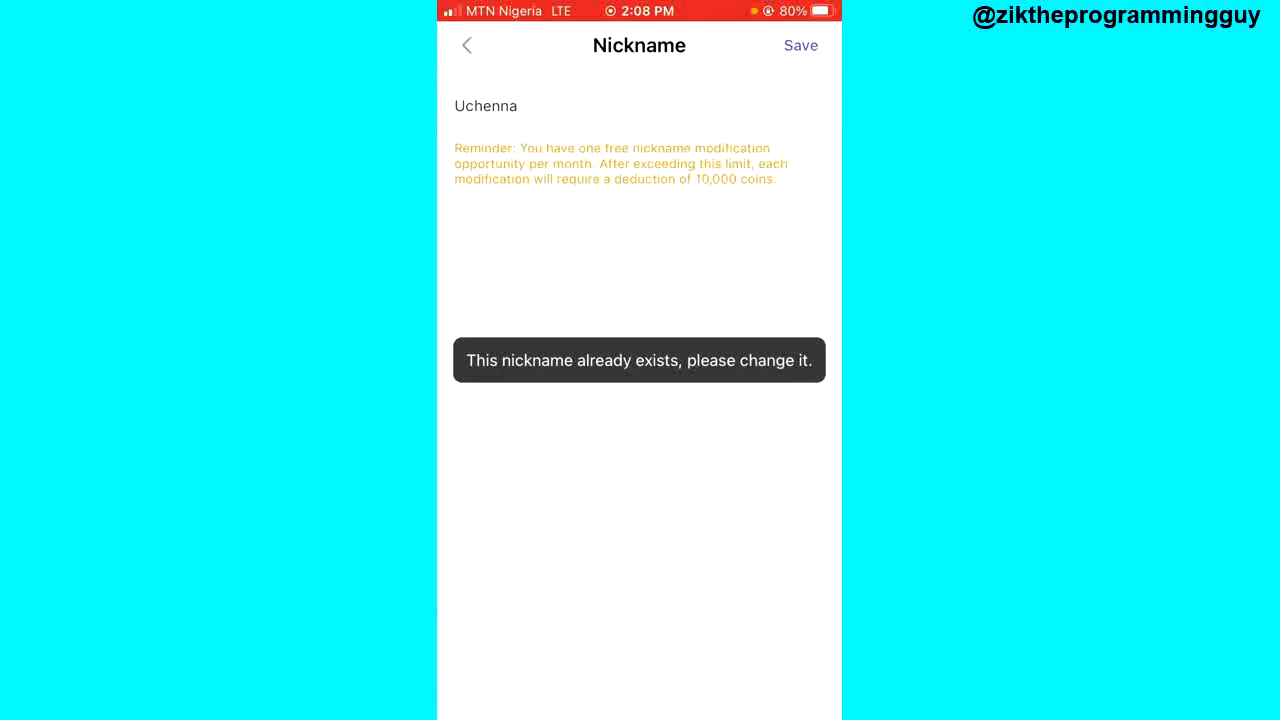 @ziktheprogrammingguy
MTN Nigeria LTE 2:08 PM 80%
Nickname Save
Uchenna
Reminder: You have one free nickname modification
opportunity per month. After exceeding this limit, each
modification will require a deduction of 10,000 coins.
This nickname already exists, please change it.